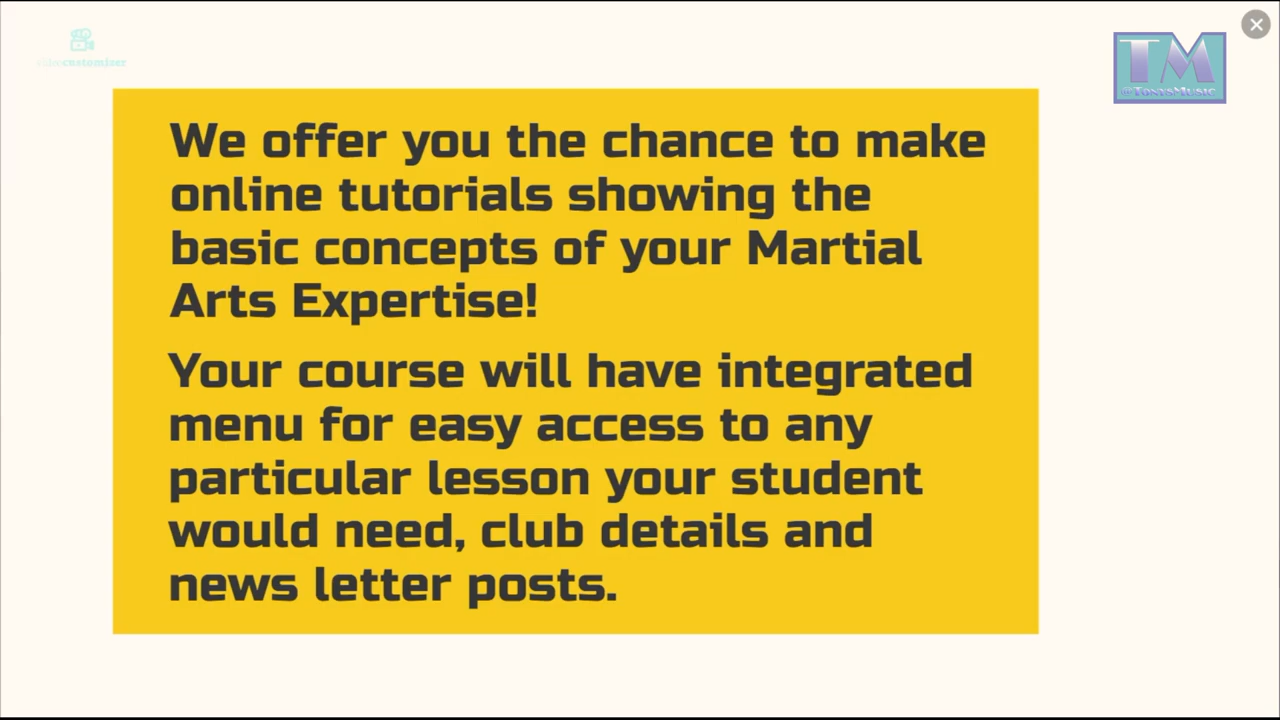 TM
@TonysMusic
We offer you the chance to make
online tutorials showing the
basic concepts of your Martial
Arts Expertise!
Your course will have integrated
menu for easy access to any
particular lesson your student
would need, club details and
news letter posts.